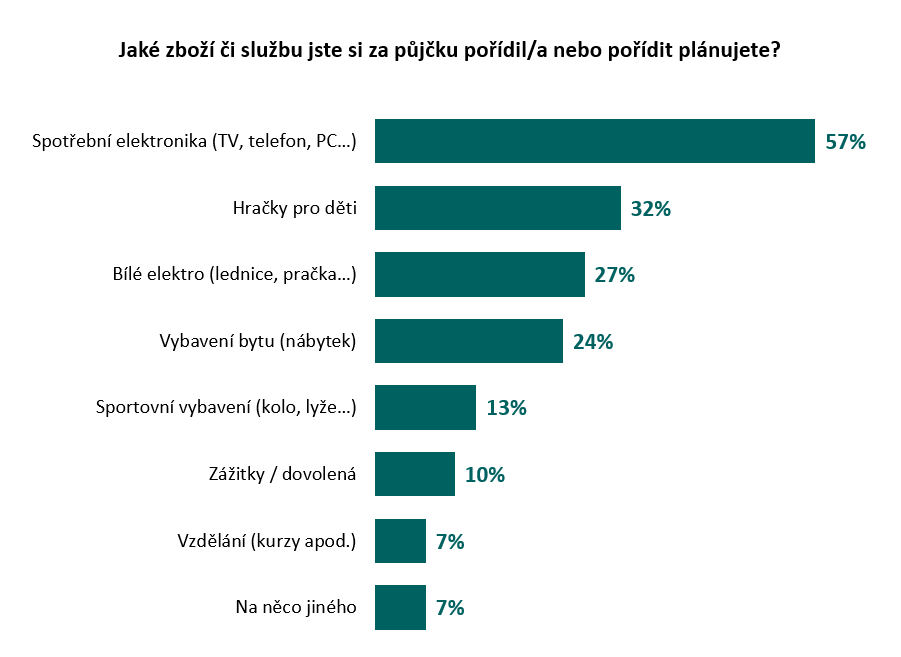 Jaké zboží či službu jste si za půjčku pořídil/a nebo pořídit plánujete?
Spotřební elektronika (TV, telefon, PC…) 57%
Hračky pro děti 32%
Bílé elektro (lednice, pračka…) 27%
Vybavení bytu (nábytek) 24%
Sportovní vybavení (kolo, lyže…) 13%
Zážitky / dovolená 10%
Vzdělání (kurzy apod.) 7%
Na něco jiného 7%